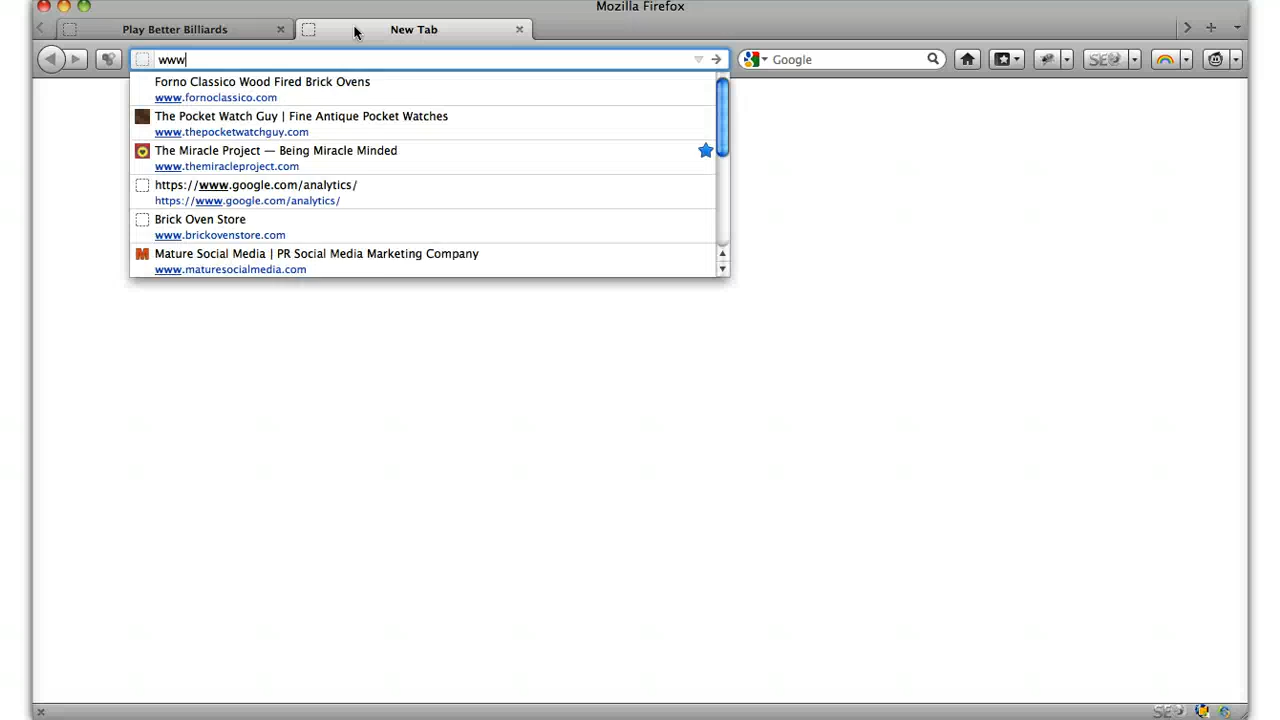 Mozilla Firefox
Play Better Billiards
New Tab
www
Google
SEO
Forno Classico Wood Fired Brick Ovens
www.fornoclassico.com
The Pocket Watch Guy | Fine Antique Pocket Watches
www.thepocketwatchguy.com
The Miracle Project — Being Miracle Minded
www.themiracleproject.com
https://www.google.com/analytics/
https://www.google.com/analytics/
Brick Oven Store
www.brickovenstore.com
Mature Social Media | PR Social Media Marketing Company
www.maturesocialmedia.com
SEO